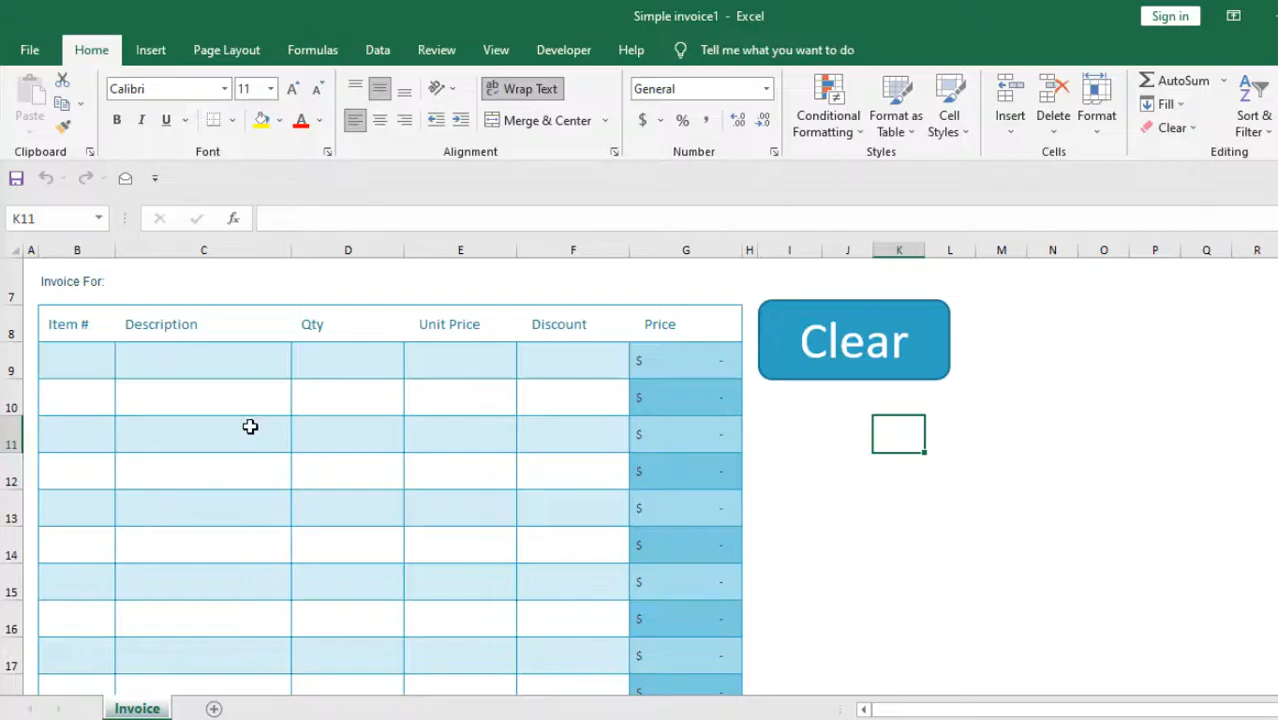 Simple invoice1 - Excel
Sign in
File Home Insert Page Layout Formulas Data Review View Developer Help Tell me what you want to do
Paste
Calibri 11 A A
B I U A
Wrap Text
Merge & Center
General
$ % , .00 .0
Conditional Formatting
Format as Table
Cell Styles
Insert
Delete
Format
AutoSum
Fill
Clear
Sort & Filter
Clipboard Font Alignment Number Styles Cells Editing
K11 fx
A B C D E F G H I J K L M N O P Q R
7 Invoice For:
8 Item # Description Qty Unit Price Discount Price
Clear
9 $ -
10 $ -
11 $ -
12 $ -
13 $ -
14 $ -
15 $ -
16 $ -
17 $ -
$ -
Invoice